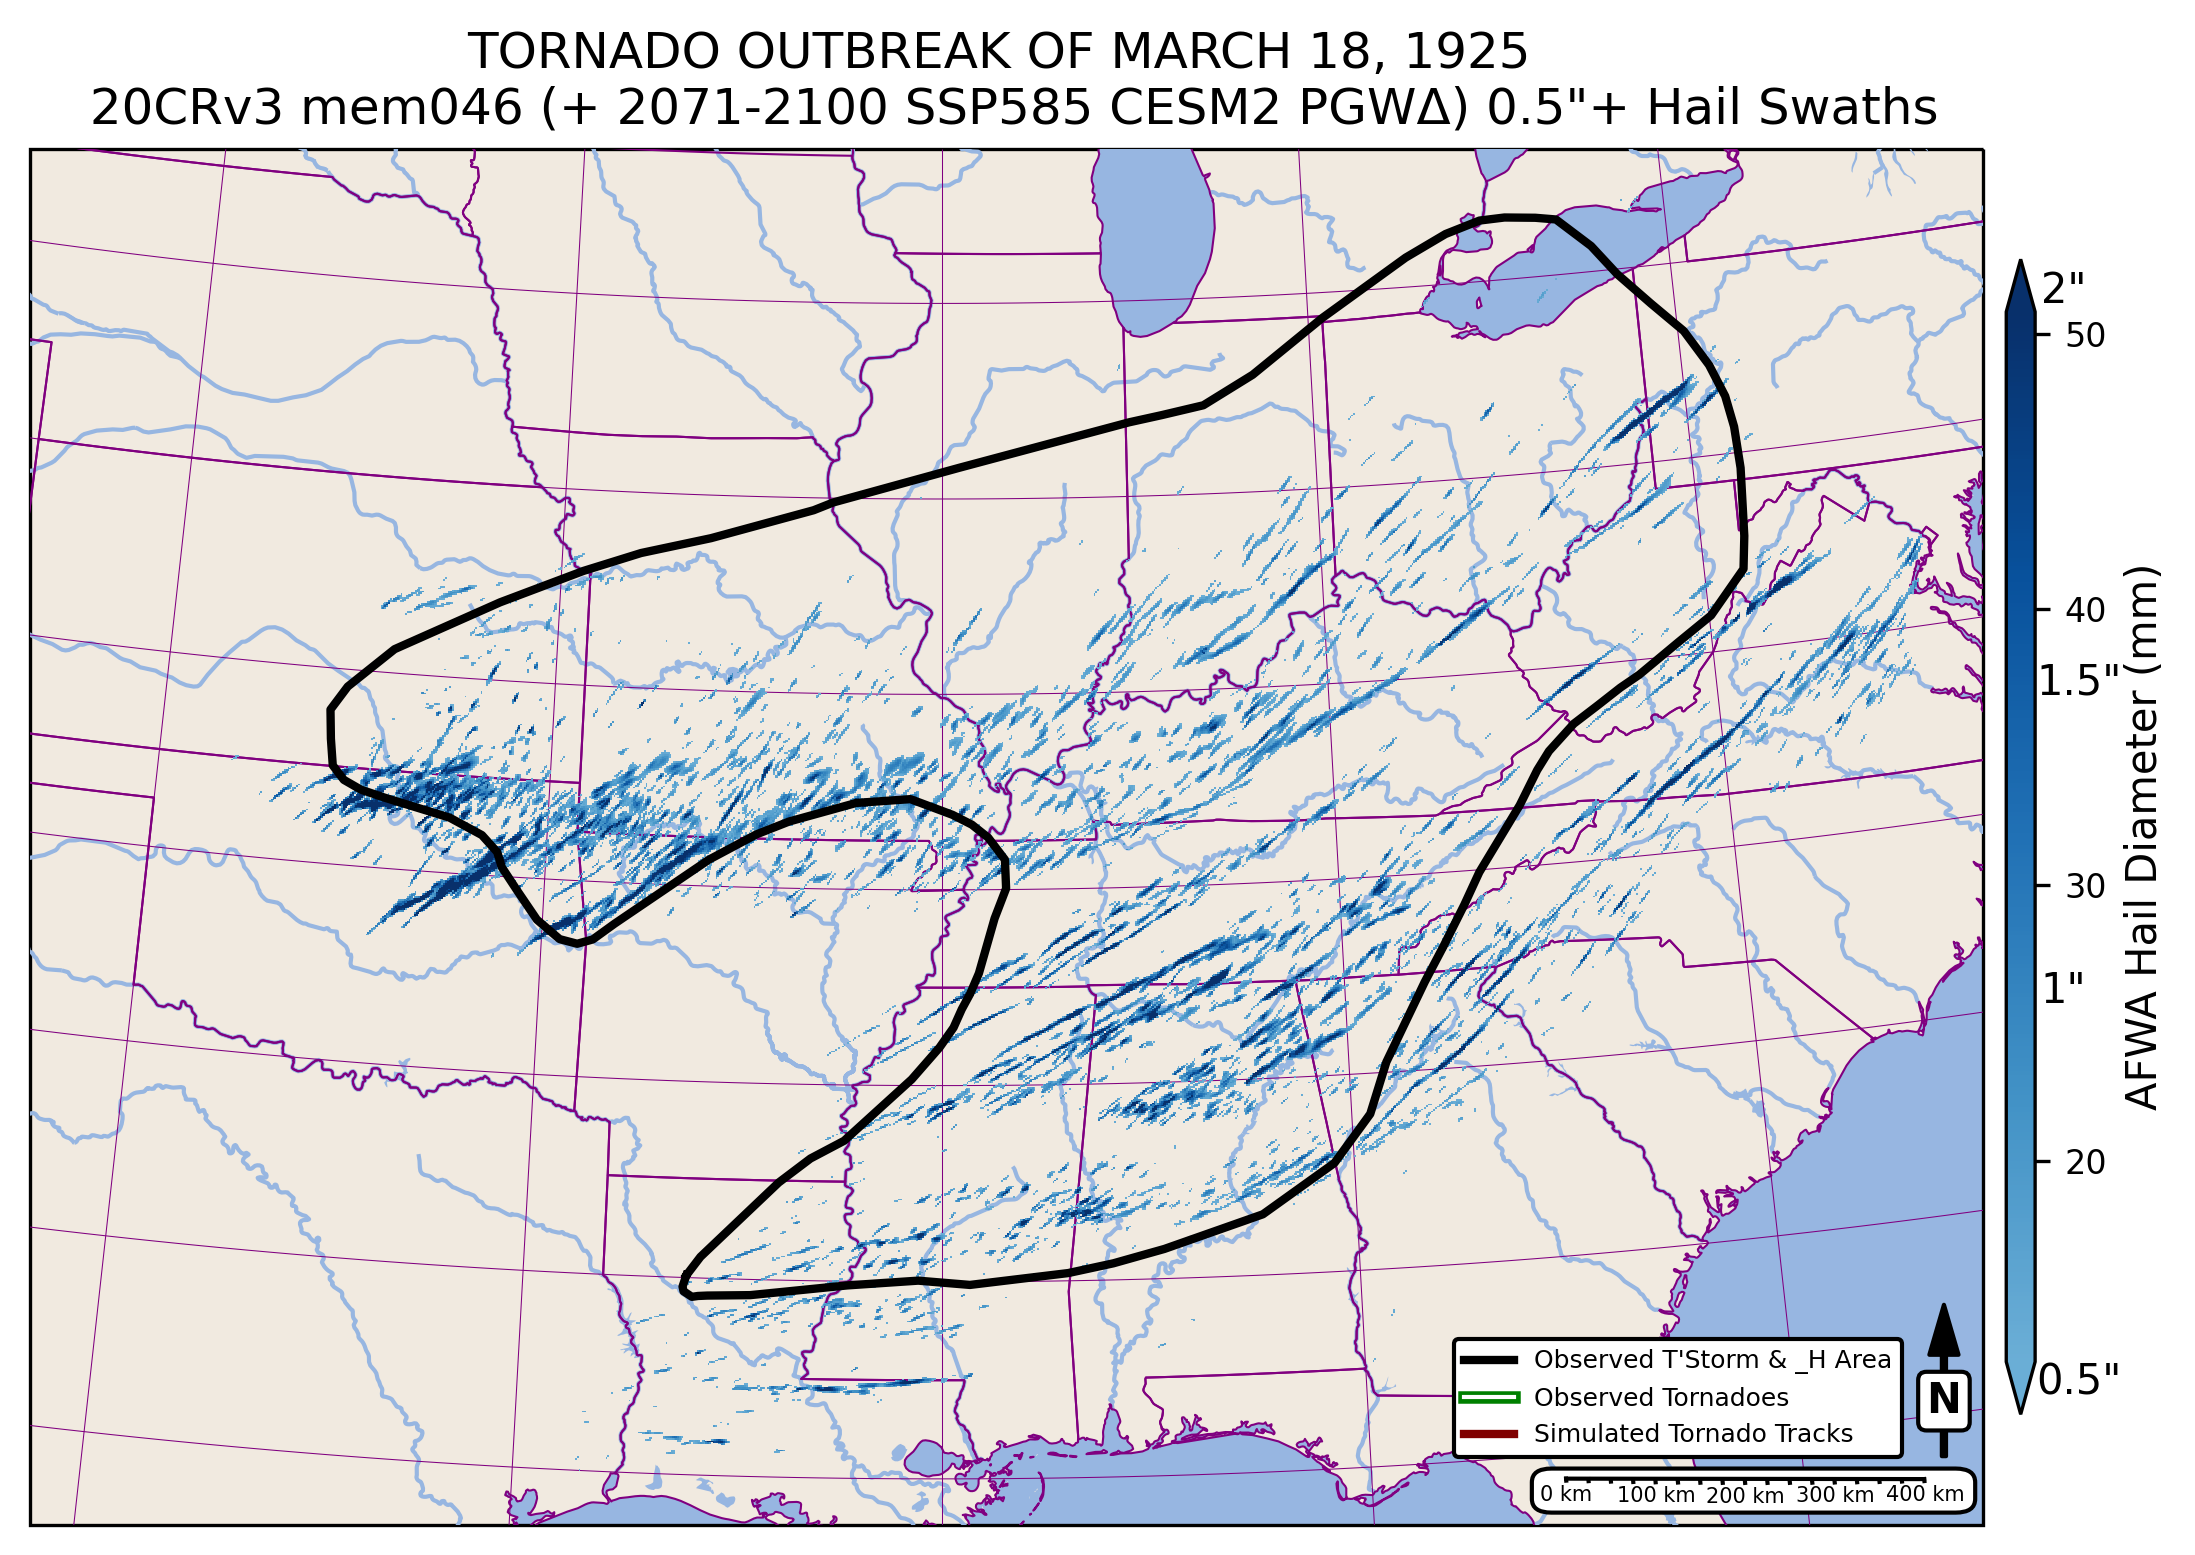 TORNADO OUTBREAK OF MARCH 18, 1925
20CRv3 mem046 (+ 2071-2100 SSP585 CESM2 PGWΔ) 0.5"+ Hail Swaths
2"
50
40
1.5"
30
1"
20
0.5"
AFWA Hail Diameter (mm)
Observed T'Storm & _H Area
Observed Tornadoes
Simulated Tornado Tracks
N
0 km 100 km 200 km 300 km 400 km